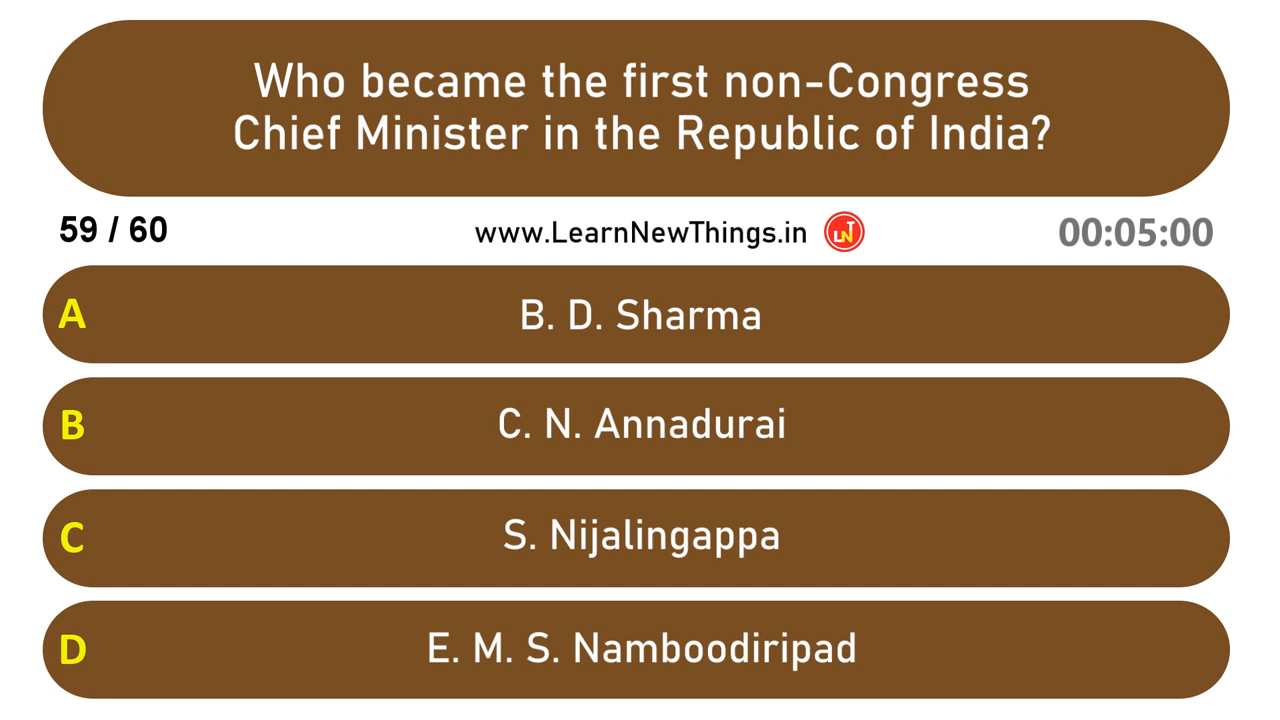 Who became the first non-Congress
Chief Minister in the Republic of India?
59 / 60
www.LearnNewThings.in
LNT
00:05:00
A
B. D. Sharma
B
C. N. Annadurai
C
S. Nijalingappa
D
E. M. S. Namboodiripad